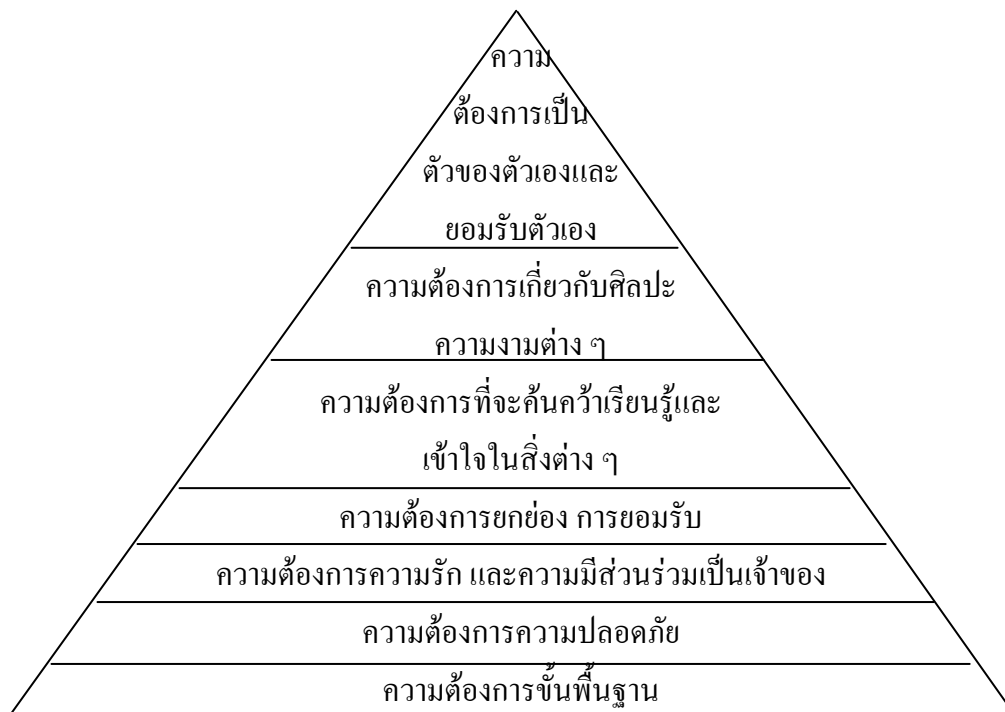 ความ
ต้องการเป็น
ตัวของตัวเองและ
ยอมรับตัวเอง
ความต้องการเกี่ยวกับศิลปะ
ความงามต่าง ๆ
ความต้องการที่จะค้นคว้าเรียนรู้และ
เข้าใจในสิ่งต่าง ๆ
ความต้องการยกย่อง การยอมรับ
ความต้องการความรัก และความมีส่วนร่วมเป็นเจ้าของ
ความต้องการความปลอดภัย
ความต้องการขั้นพื้นฐาน